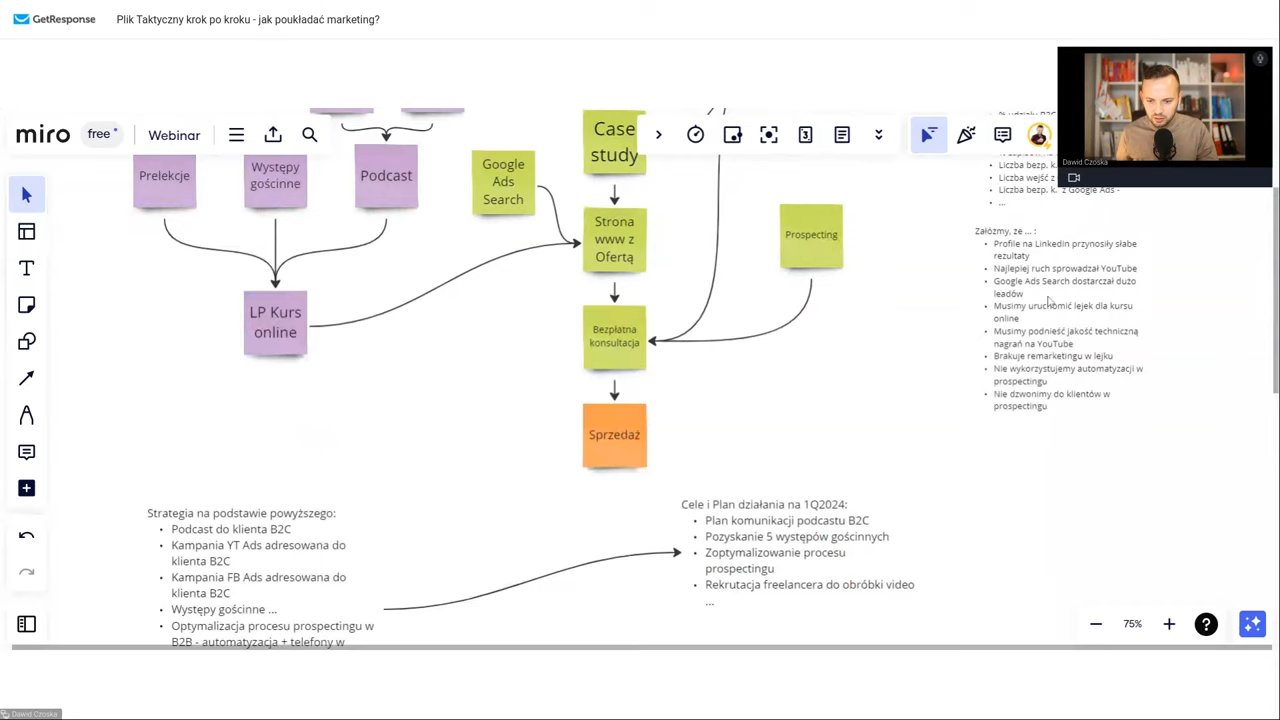 GetResponse
Plik Taktyczny krok po kroku - jak poukładać marketing?
miro
free
Webinar
3
Dawid Czoska
Case
study
Prelekcje
Występy
gościnne
Podcast
Google
Ads
Search
Strona
www z
Ofertą
Prospecting
LP Kurs
online
Bezpłatna
konsultacja
Sprzedaż
Liczba bezp. k.
Liczba wejść z
Liczba bezp. k. z Google Ads -
...
Załóżmy, że ... :
Profile na LinkedIn przynosiły słabe
rezultaty
Najlepiej ruch sprowadzał YouTube
Google Ads Search dostarczał dużo
leadów
Musimy uruchomić lejek dla kursu
online
Musimy podnieść jakość techniczną
nagrań na YouTube
Brakuje remarketingu w lejku
Nie wykorzystujemy automatyzacji w
prospectingu
Nie dzwonimy do klientów w
prospectingu
Strategia na podstawie powyższego:
Podcast do klienta B2C
Kampania YT Ads adresowana do
klienta B2C
Kampania FB Ads adresowana do
klienta B2C
Występy gościnne ...
Optymalizacja procesu prospectingu w
B2B - automatyzacja + telefony w
Cele i Plan działania na 1Q2024:
Plan komunikacji podcastu B2C
Pozyskanie 5 występów gościnnych
Zoptymalizowanie procesu
prospectingu
Rekrutacja freelancera do obróbki video
...
75%
Dawid Czoska